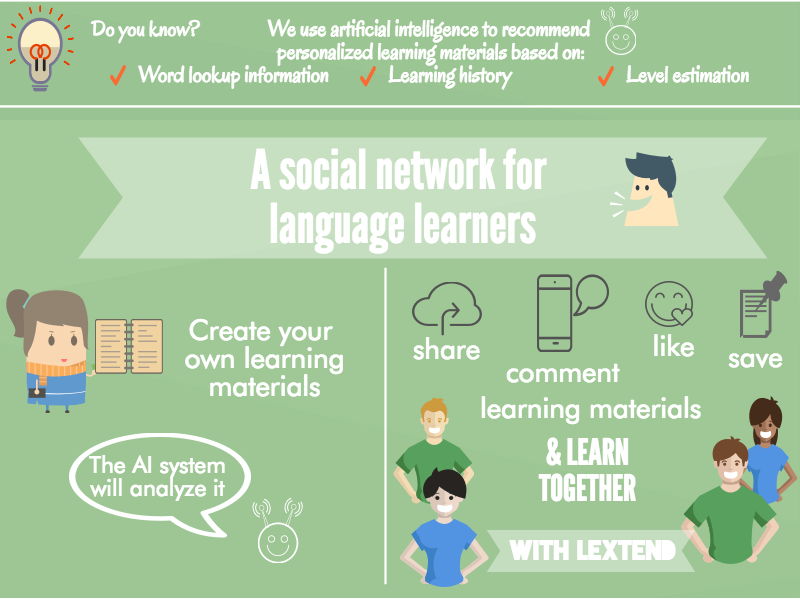 Do you know?
We use artificial intelligence to recommend
personalized learning materials based on:
Word lookup information
Learning history
Level estimation
A social network for
language learners
Create your
own learning
materials
The AI system
will analyze it
share
comment
like
save
learning materials
& LEARN
TOGETHER
WITH LEXTEND